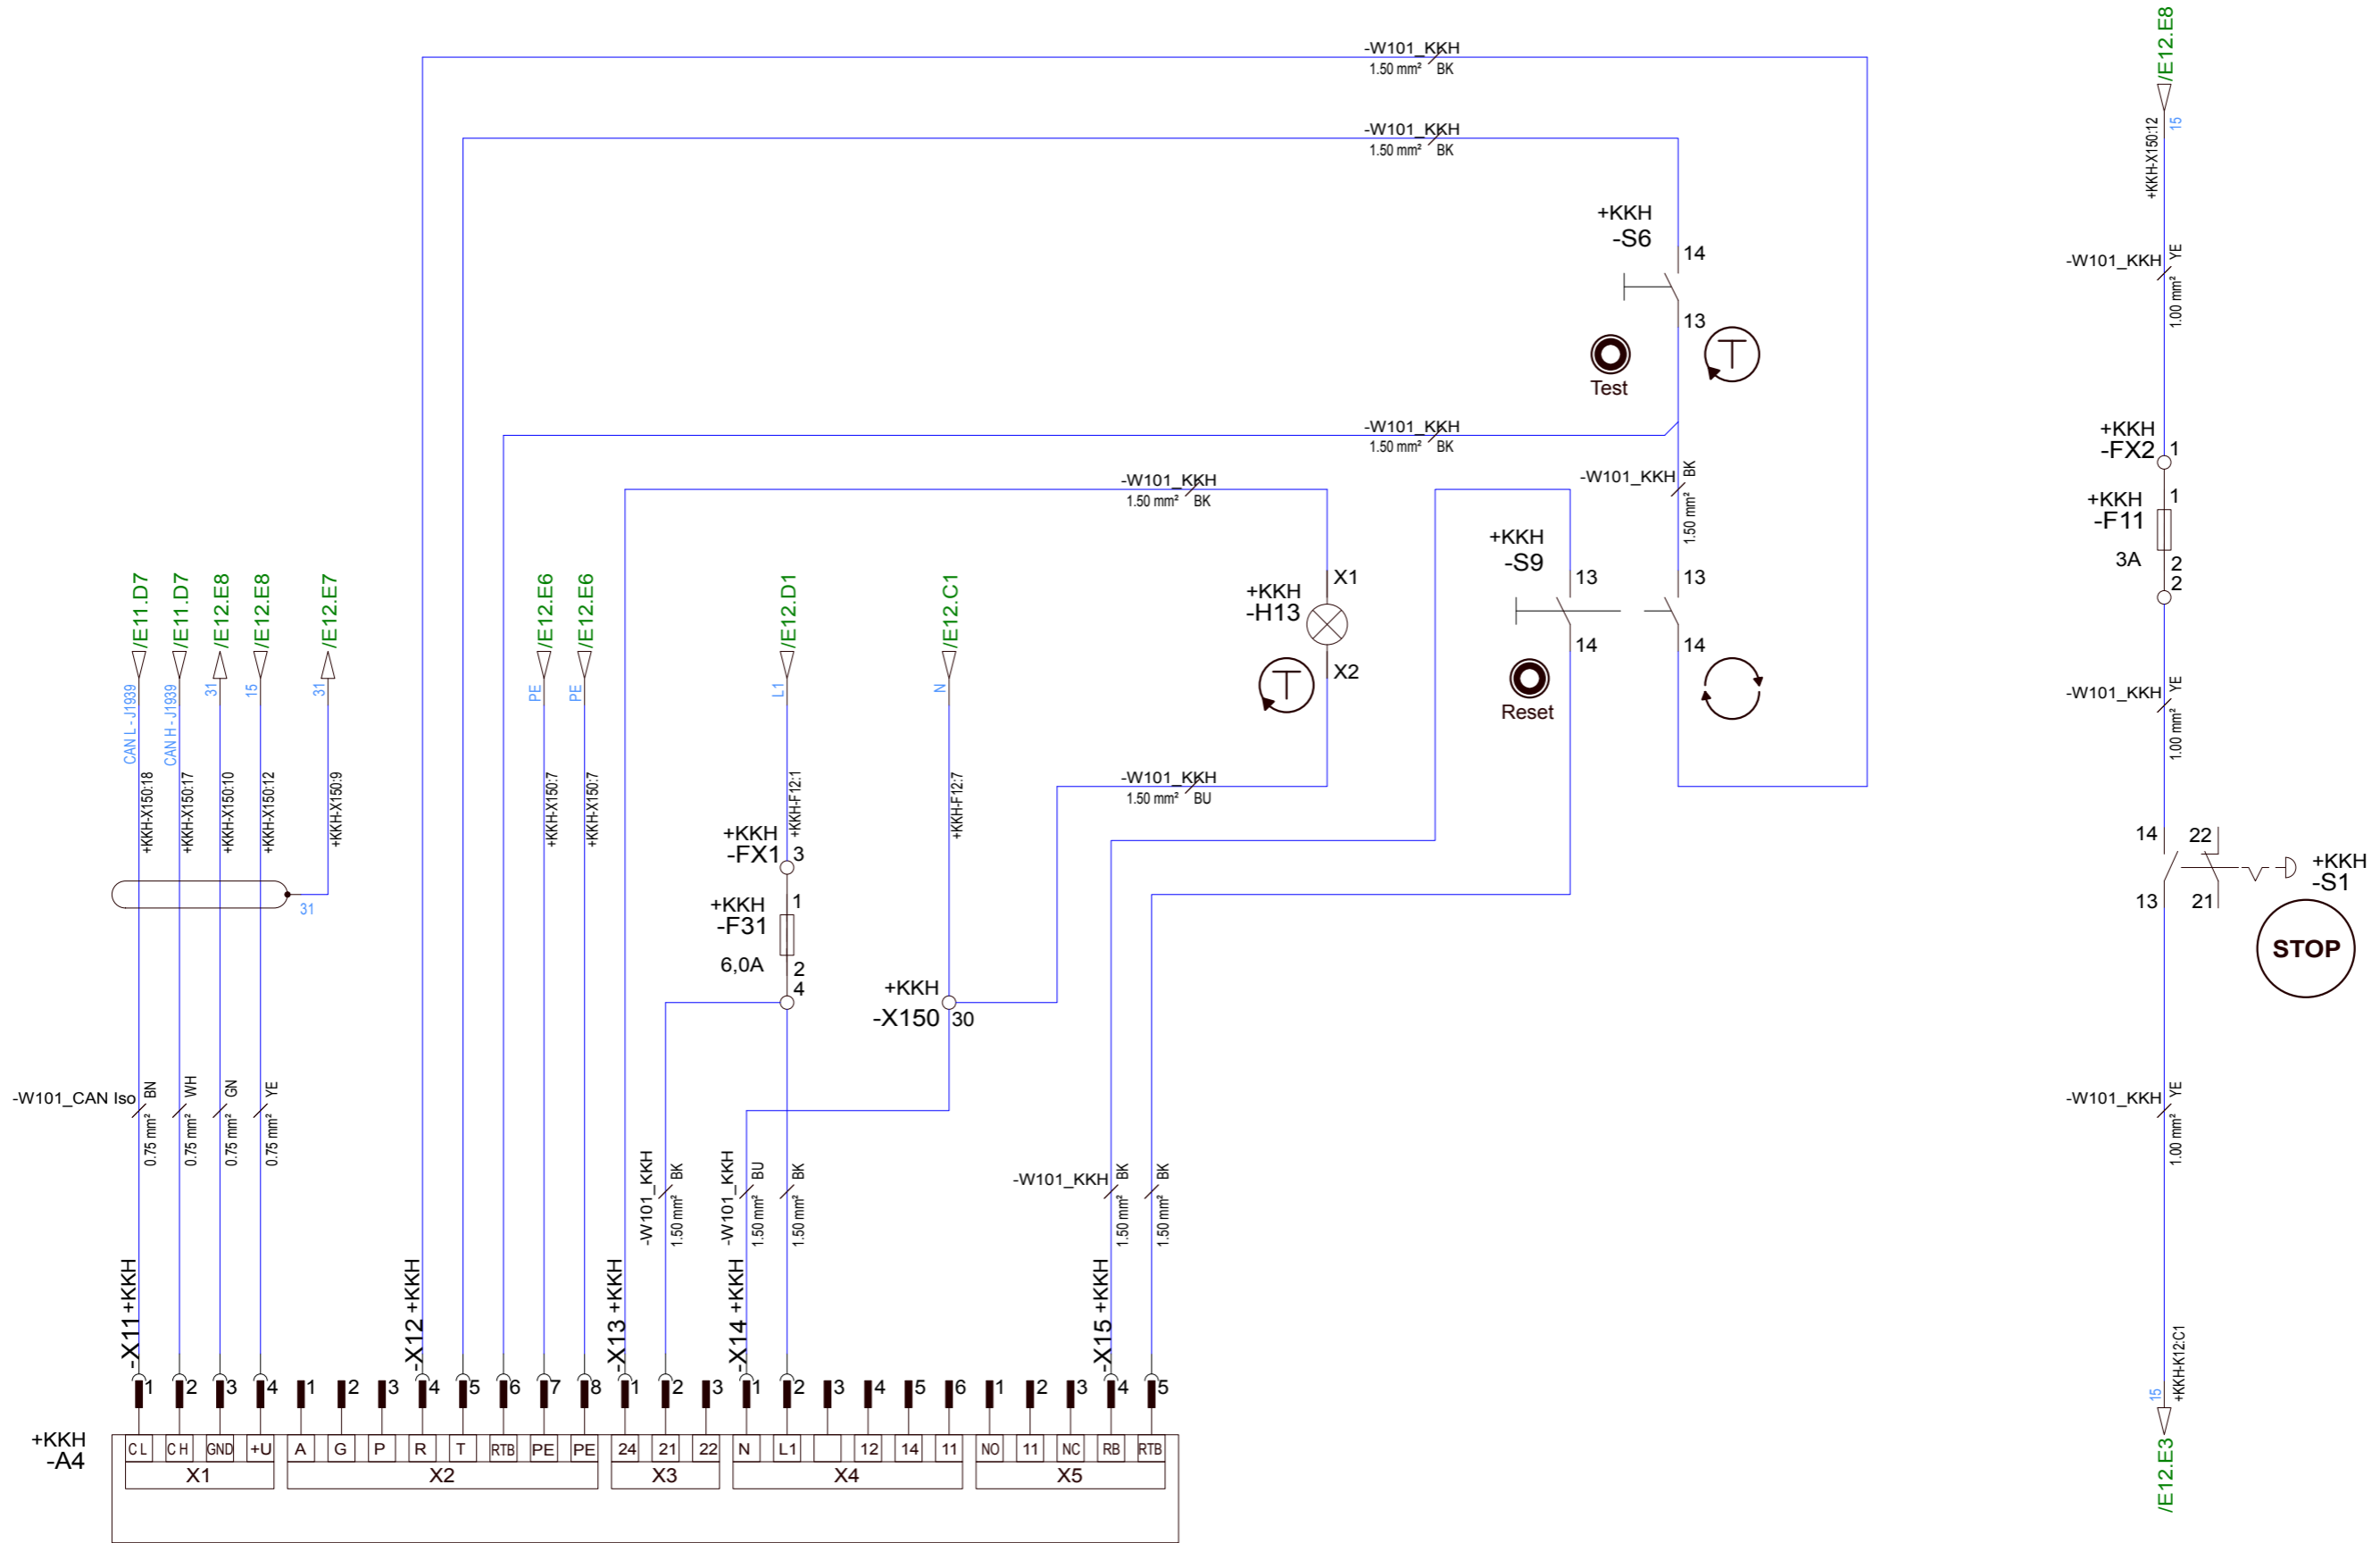 -W101_KKH
1.50 mm² BK
/E12.E8
15
+KKH-X150:12
-W101_KKH
1.50 mm² BK
+KKH
-S6
14
13
Test
T
-W101_KKH
YE
1.00 mm²
-W101_KKH
1.50 mm² BK
-W101_KKH
1.50 mm² BK
-W101_KKH
BK
1.50 mm²
+KKH
-FX2
1
+KKH
-F11
1
3A
2
2
+KKH
-S9
13
14
13
14
Reset
/E11.D7
/E11.D7
/E12.E8
/E12.E8
/E12.E7
/E12.E6
/E12.E6
/E12.D1
/E12.C1
+KKH
-H13
X1
X2
T
CAN L - J1939
CAN H - J1939
31
15
31
PE
PE
L1
N
-W101_KKH
YE
1.00 mm²
+KKH-X150:18
+KKH-X150:17
+KKH-X150:10
+KKH-X150:12
+KKH-X150:9
+KKH-X150:7
+KKH-X150:7
+KKH-F12:1
+KKH-F12:7
-W101_KKH
1.50 mm² BU
+KKH
-FX1
3
+KKH
-F31
1
6,0A
2
4
31
+KKH
-X150
30
14
22
13
21
+KKH
-S1
STOP
-W101_CAN Iso
BN
0.75 mm²
WH
0.75 mm²
GN
0.75 mm²
YE
0.75 mm²
-W101_KKH
YE
1.00 mm²
-W101_KKH
BK
1.50 mm²
-W101_KKH
BU
1.50 mm²
BK
1.50 mm²
-W101_KKH
BK
1.50 mm²
BK
1.50 mm²
-X11 +KKH
-X12 +KKH
-X13 +KKH
-X14 +KKH
-X15 +KKH
1 2 3 4 1 2 3 4 5 6 7 8 1 2 3 1 2 3 4 5 6 1 2 3 4 5
+KKH
-A4
C L C H GND +U A G P R T RTB PE PE 24 21 22 N L1 12 14 11 NO 11 NC RB RTB
X1 X2 X3 X4 X5
15
+KKH-K12:C1
/E12.E3